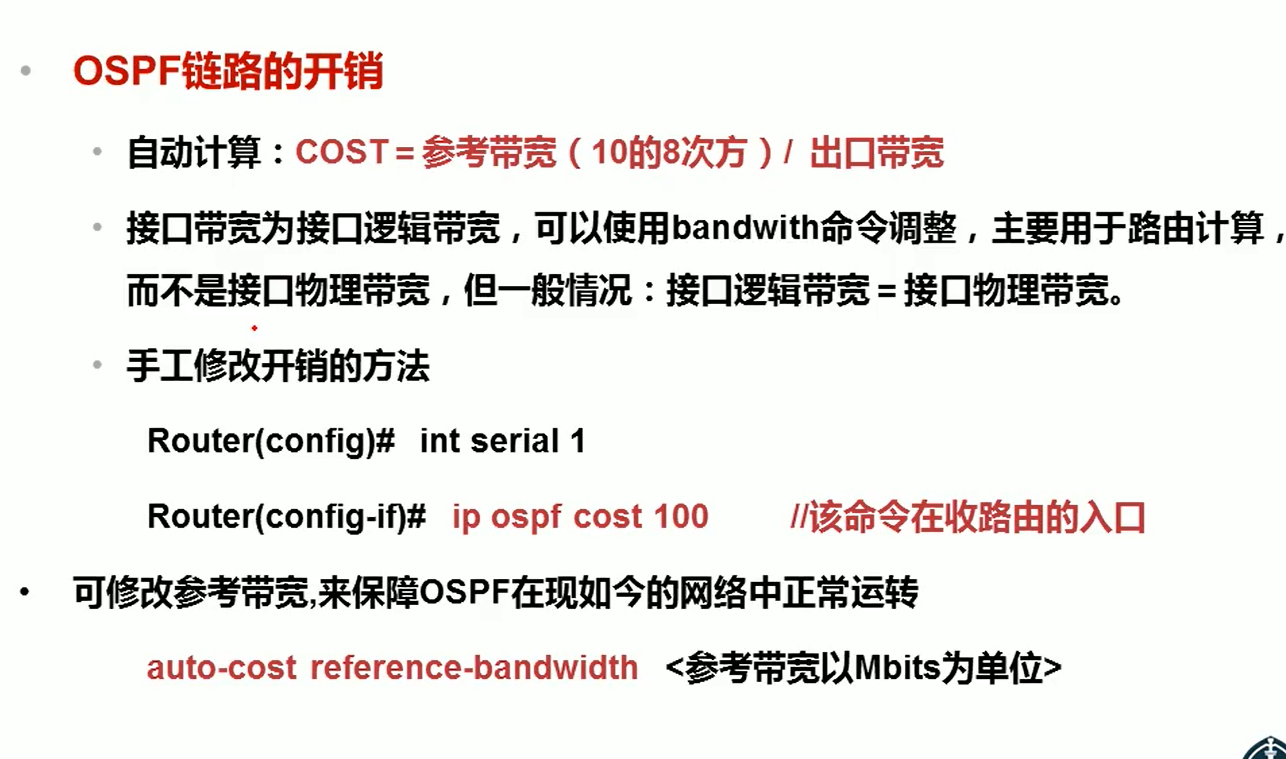 OSPF链路的开销
自动计算：COST＝参考带宽（10的8次方）/ 出口带宽
接口带宽为接口逻辑带宽，可以使用bandwith命令调整，主要用于路由计算，
而不是接口物理带宽，但一般情况：接口逻辑带宽＝接口物理带宽。
手工修改开销的方法
Router(config)# int serial 1
Router(config-if)# ip ospf cost 100 //该命令在收路由的入口
可修改参考带宽,来保障OSPF在现如今的网络中正常运转
auto-cost reference-bandwidth <参考带宽以Mbits为单位>